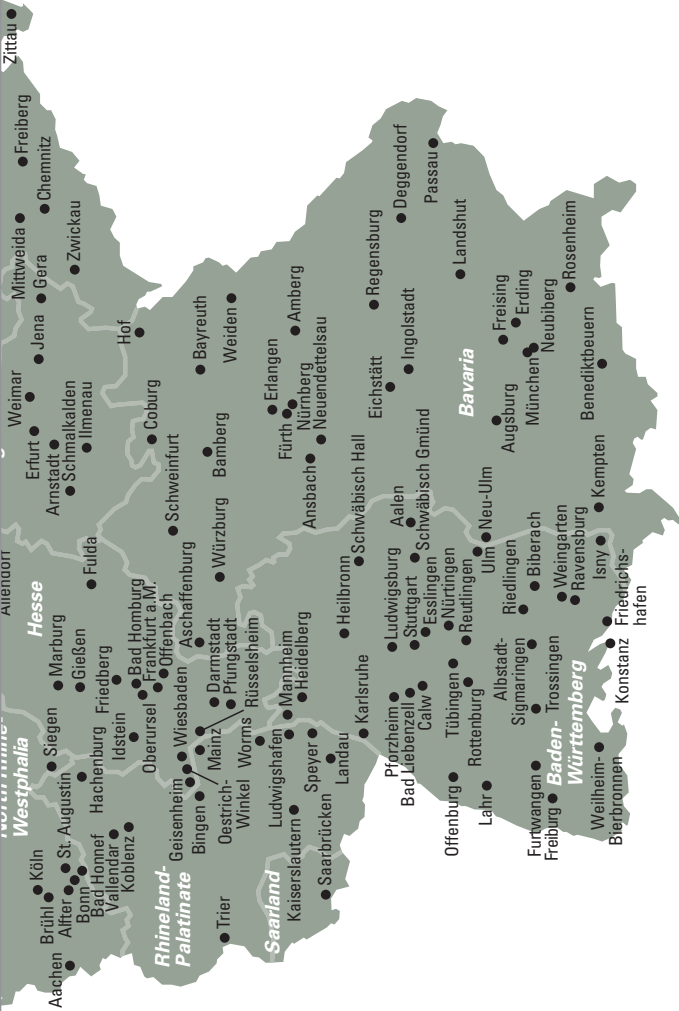 Zittau
Freiberg
Chemnitz
Mittweida
Zwickau
Gera
Jena
Weimar
Erfurt
Arnstadt
Schmalkalden
Ilmenau
Hof
Coburg
Bayreuth
Weiden
Schweinfurt
Bamberg
Würzburg
Aschaffenburg
Amberg
Erlangen
Fürth
Nürnberg
Neuendettelsau
Ansbach
Regensburg
Deggendorf
Passau
Landshut
Ingolstadt
Eichstätt
Bavaria
Freising
Erding
Neubiberg
München
Augsburg
Rosenheim
Benediktbeuern
Kempten
Allendorf
Hesse
Fulda
Marburg
Gießen
Friedberg
Bad Homburg
Frankfurt a.M.
Offenbach
Oberursel
Idstein
Wiesbaden
Darmstadt
Pfungstadt
Rüsselsheim
Mainz
Geisenheim
Bingen
Oestrich-
Winkel
North Rhine-
Westphalia
Siegen
Hachenburg
Köln
Brühl
Alfter
St. Augustin
Bonn
Bad Honnef
Vallendar
Koblenz
Aachen
Rhineland-
Palatinate
Trier
Worms
Ludwigshafen
Mannheim
Heidelberg
Speyer
Landau
Kaiserslautern
Saarland
Saarbrücken
Karlsruhe
Heilbronn
Schwäbisch Hall
Aalen
Schwäbisch Gmünd
Ludwigsburg
Stuttgart
Esslingen
Nürtingen
Reutlingen
Pforzheim
Bad Liebenzell
Calw
Tübingen
Rottenburg
Ulm
Neu-Ulm
Riedlingen
Biberach
Weingarten
Ravensburg
Isny
Albstadt-
Sigmaringen
Trossingen
Offenburg
Lahr
Furtwangen
Freiburg
Baden-
Württemberg
Weilheim-
Bierbronnen
Konstanz
Friedrichs-
hafen